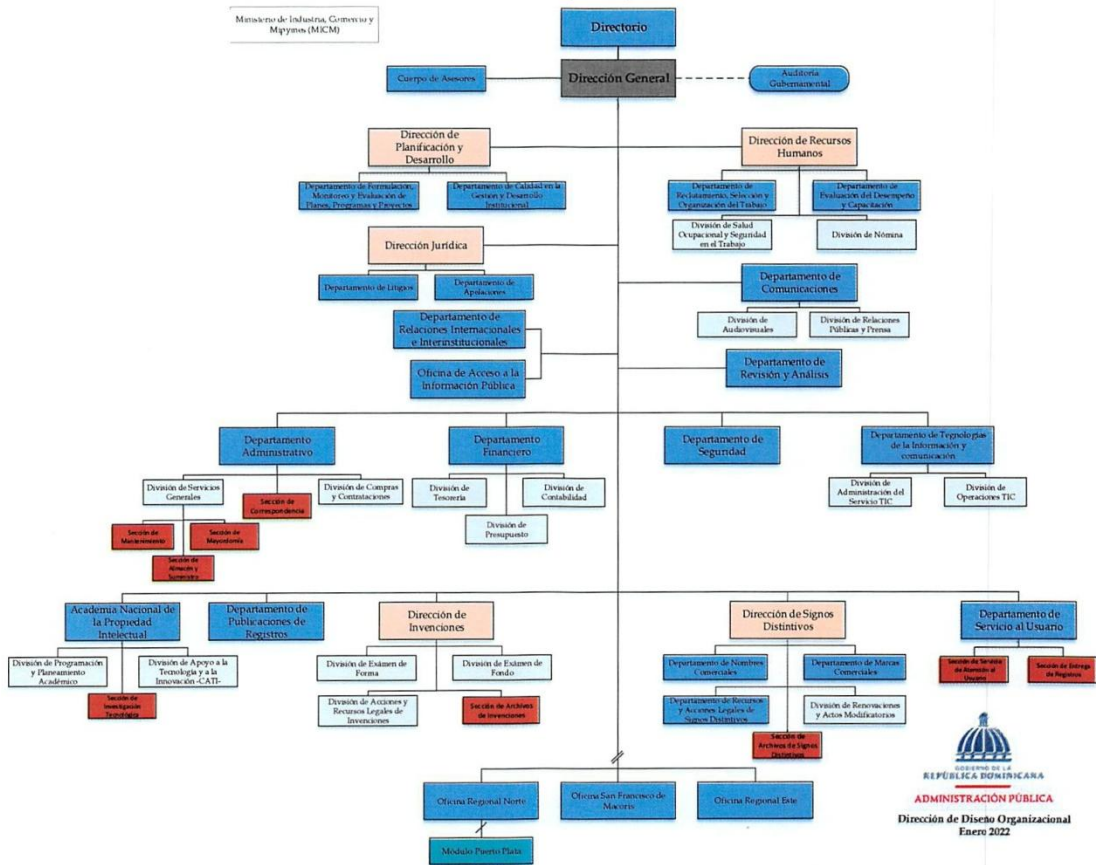 Ministerio de Industria, Comercio y
Mipymes (MICM)
Directorio
Dirección General
Cuerpo de Asesores
Auditoría
Gubernamental
Dirección de
Planificación y
Desarrollo
Dirección de Recursos
Humanos
Departamento de Formulación,
Monitoreo y Evaluación de
Planes, Programas y Proyectos
Departamento de Calidad en la
Gestión y Desarrollo
Institucional
Departamento de
Reclutamiento, Selección y
Organización del Trabajo
Departamento de
Evaluación del Desempeño
y Capacitación
División de Salud
Ocupacional y Seguridad
en el Trabajo
División de Nómina
Dirección Jurídica
Departamento de Litigios
Departamento de
Apelaciones
Departamento de
Comunicaciones
División de
Audiovisuales
División de Relaciones
Públicas y Prensa
Departamento de
Relaciones Internacionales
e Interinstitucionales
Oficina de Acceso a la
Información Pública
Departamento de
Revisión y Análisis
Departamento
Administrativo
Departamento
Financiero
Departamento de
Seguridad
Departamento de Tecnologías
de la Información y
comunicación
División de Servicios
Generales
Sección de
Correspondencia
División de Compras
y Contrataciones
División de
Tesorería
División de
Contabilidad
División de
Presupuesto
División de
Administración del
Servicio TIC
División de
Operaciones TIC
Sección de
Mantenimiento
Sección de
Mayordomía
Sección de
Almacén y
Suministro
Academia Nacional de
la Propiedad
Intelectual
Departamento de
Publicaciones de
Registros
Dirección de
Invenciones
Dirección de Signos
Distintivos
Departamento de
Servicio al Usuario
División de Programación
y Planeamiento
Académico
División de Apoyo a la
Tecnología y a la
Innovación -CATI-
Sección de
Investigación
Tecnológica
División de Exámen de
Forma
División de Exámen de
Fondo
División de Acciones y
Recursos Legales de
Invenciones
Sección de Archivos
de Invenciones
Departamento de Nombres
Comerciales
Departamento de Marcas
Comerciales
Departamento de Recursos
y Acciones Legales de
Signos Distintivos
División de Renovaciones
y Actos Modificatorios
Sección de
Archivos de Signos
Distintivos
Sección de Servicio de
Atención al
Usuario
Sección de Entrega
de Registros
Oficina Regional Norte
Oficina San Francisco de
Macorís
Oficina Regional Este
Módulo Puerto Plata
GOBIERNO DE LA
REPÚBLICA DOMINICANA
ADMINISTRACIÓN PÚBLICA
Dirección de Diseño Organizacional
Enero 2022